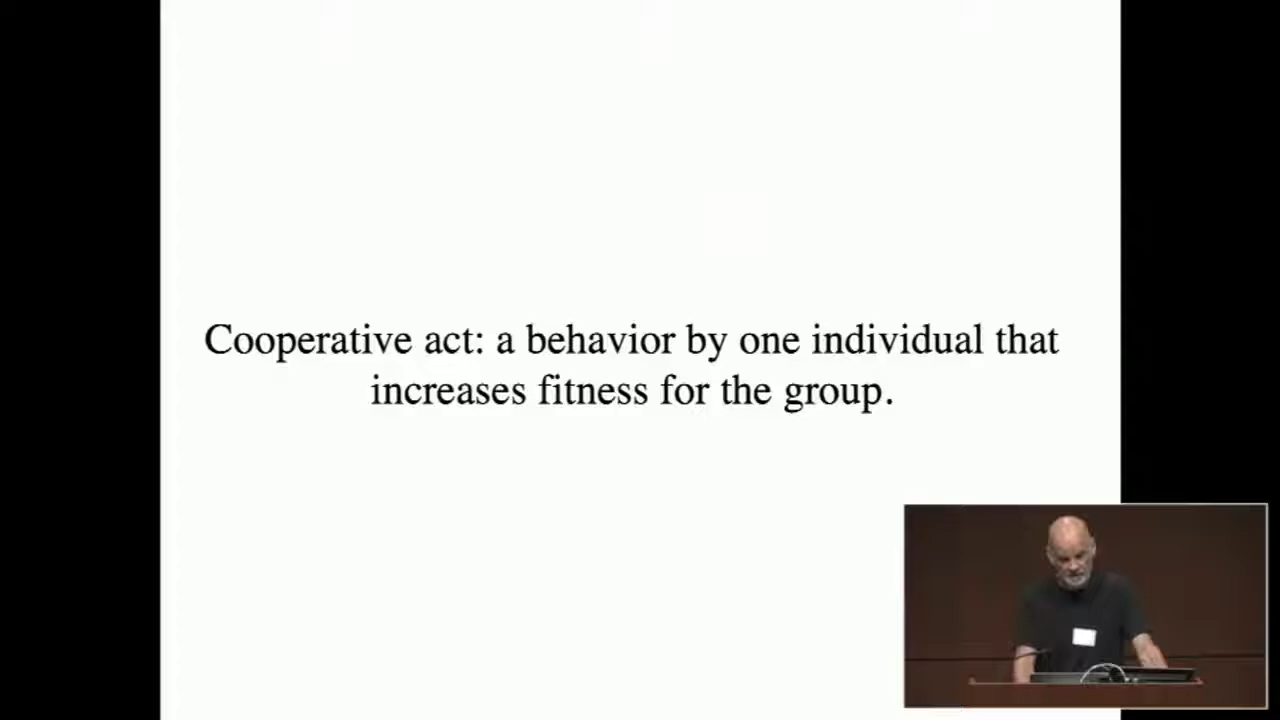 Cooperative act: a behavior by one individual that
increases fitness for the group.